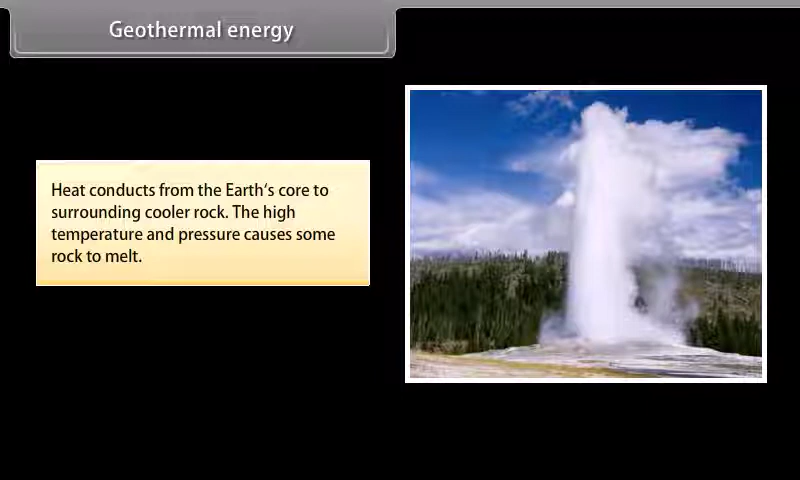 Geothermal energy
Heat conducts from the Earth's core to
surrounding cooler rock. The high
temperature and pressure causes some
rock to melt.